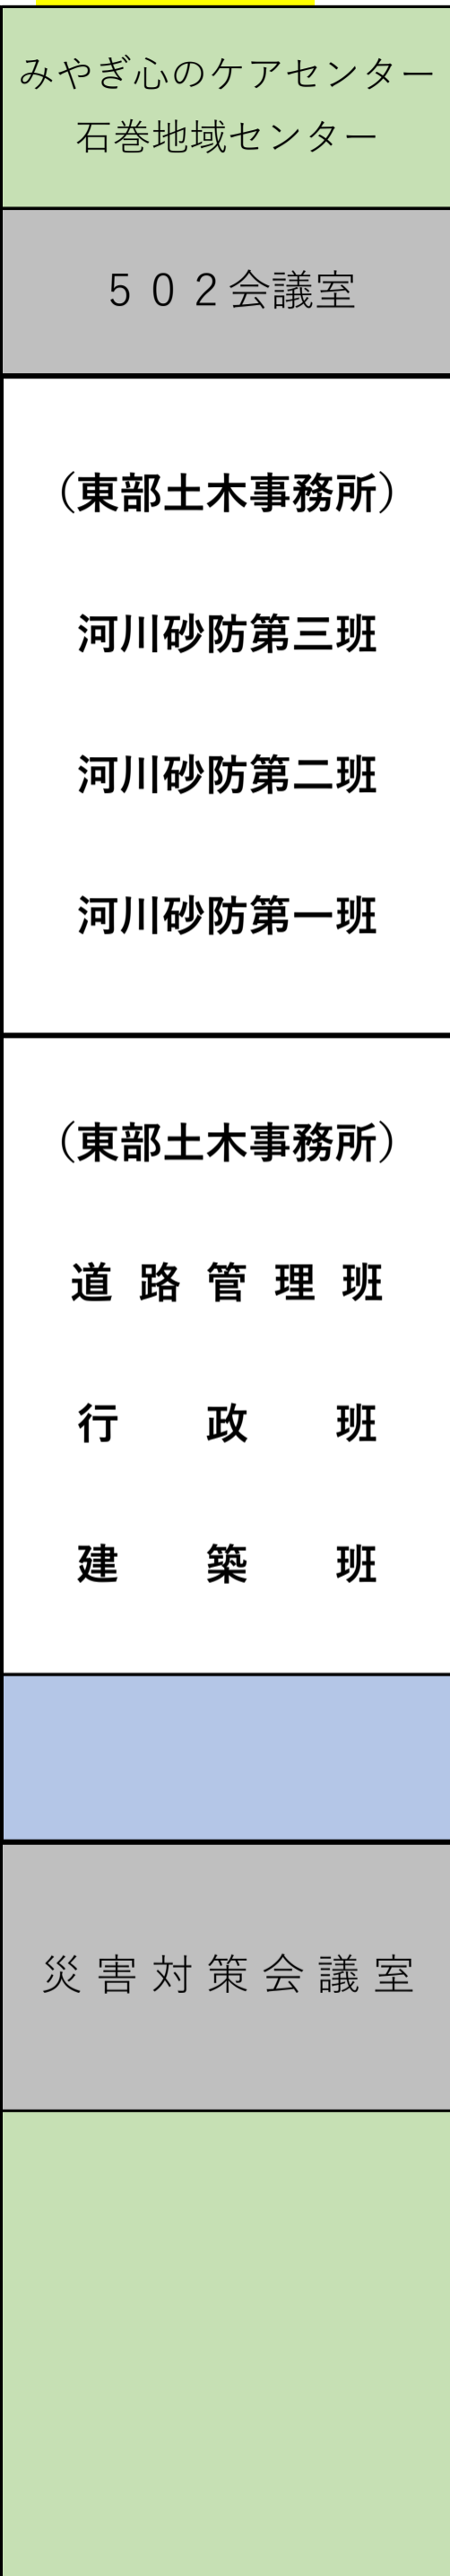 みやぎ心のケアセンター
石巻地域センター
５０２会議室
（東部土木事務所）
河川砂防第三班
河川砂防第二班
河川砂防第一班
（東部土木事務所）
道路管理班
行政班
建築班
災害対策会議室